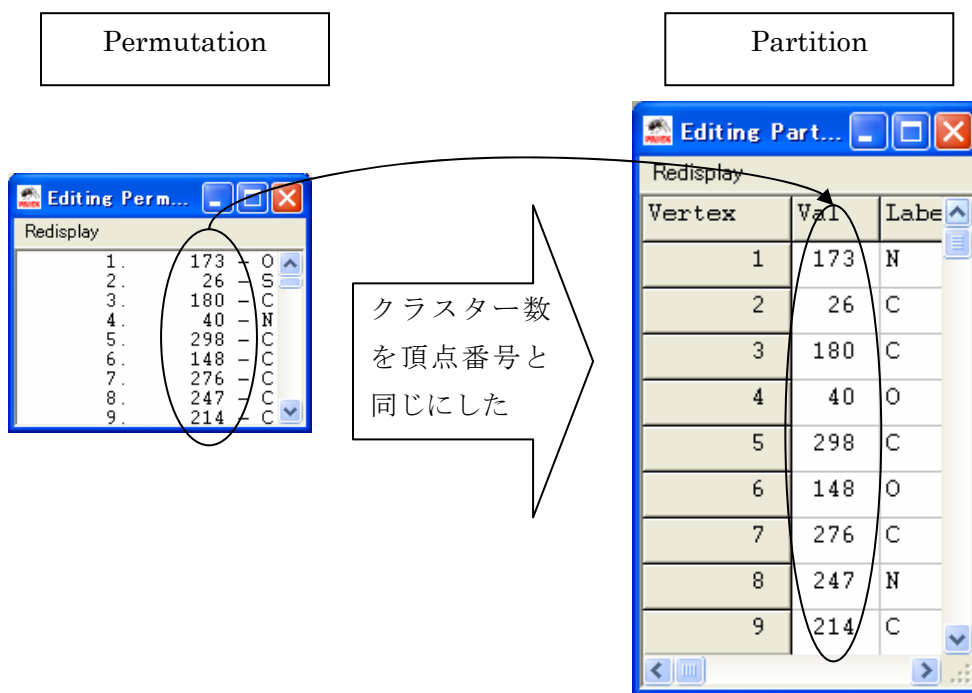 Permutation
Partition
Editing Perm...
Redisplay
1. 173 - O
2. 26 - S
3. 180 - C
4. 40 - N
5. 298 - C
6. 148 - C
7. 276 - C
8. 247 - C
9. 214 - C
クラスター数
を頂点番号と
同じにした
Editing Part...
Redisplay
Vertex Val Labe
1 173 N
2 26 C
3 180 C
4 40 O
5 298 C
6 148 O
7 276 C
8 247 N
9 214 C